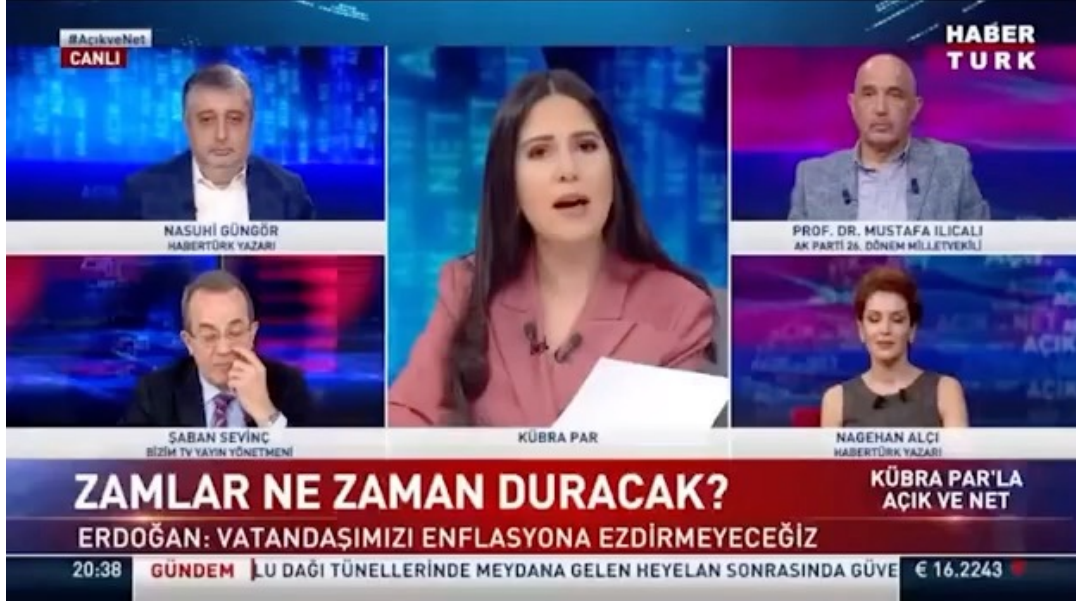 #AçıkveNet
CANLI
HABER
TURK
NASUHİ GÜNGÖR
HABERTÜRK YAZARI
PROF. DR. MUSTAFA ILICALI
AK PARTİ 26. DÖNEM MİLLETVEKİLİ
ŞABAN SEVİNÇ
BİZİM TV YAYIN YÖNETMENİ
KÜBRA PAR
NAGEHAN ALÇI
HABERTÜRK YAZARI
ZAMLAR NE ZAMAN DURACAK?
KÜBRA PAR'LA
AÇIK VE NET
ERDOĞAN: VATANDAŞIMIZI ENFLASYONA EZDİRMEYECEĞİZ
20:38 GÜNDEM LU DAĞI TÜNELLERİNDE MEYDANA GELEN HEYELAN SONRASINDA GÜVE € 16.2243